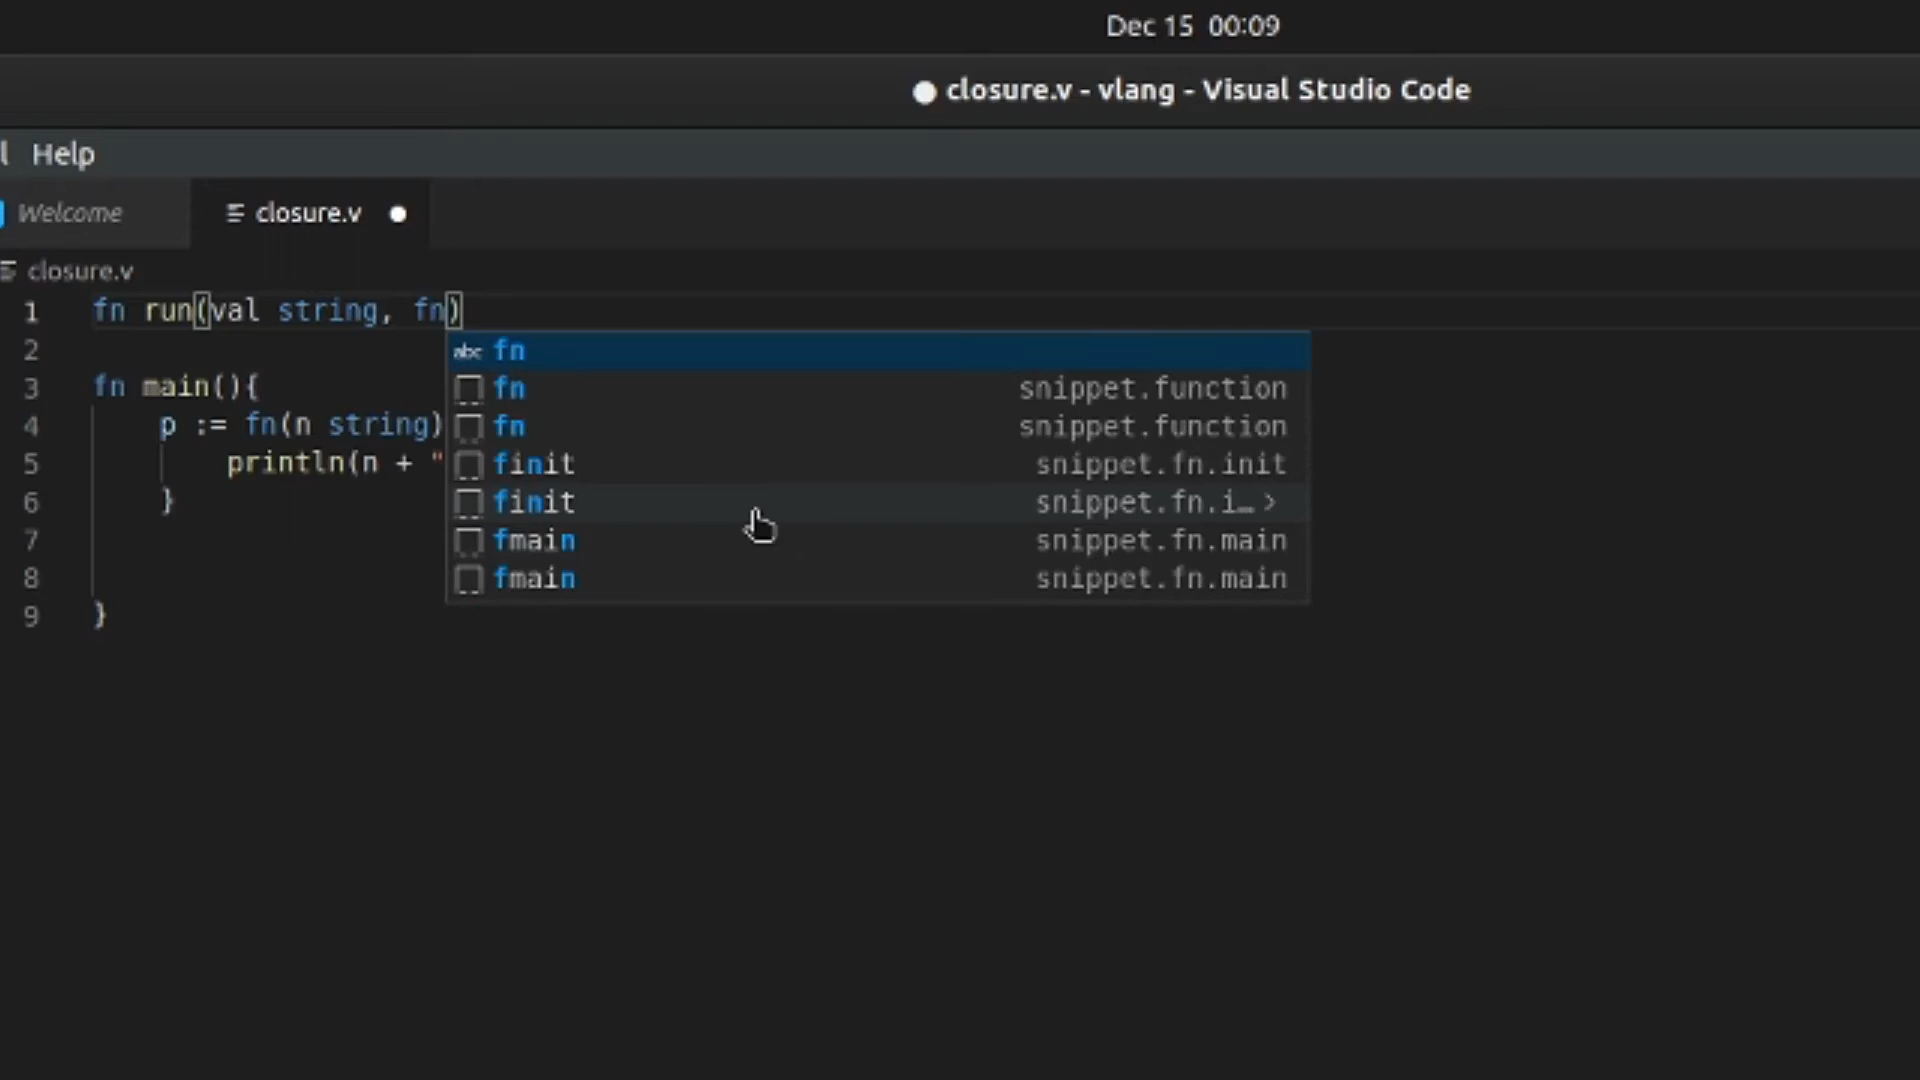 Dec 15 00:09
closure.v - vlang - Visual Studio Code
l Help
Welcome closure.v
closure.v
1 fn run(val string, fn)
2
3 fn main(){
4 p := fn(n string)
5 println(n + "
6 }
7
8
9 }
abc fn
fn snippet.function
fn snippet.function
finit snippet.fn.init
finit snippet.fn.i… >
fmain snippet.fn.main
fmain snippet.fn.main